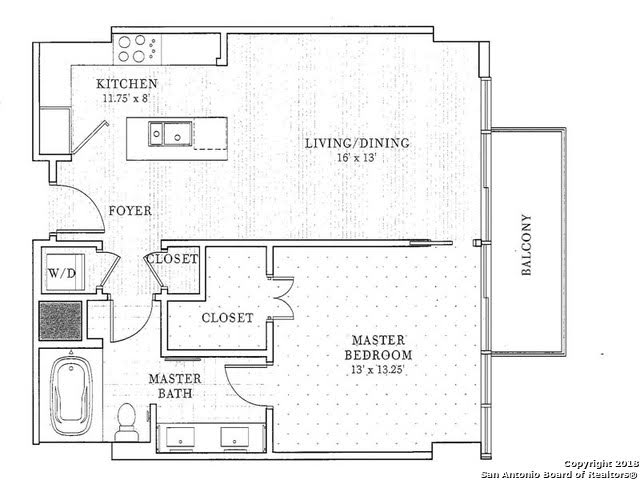 KITCHEN
11.75' x 8'
LIVING/DINING
16' x 13'
FOYER
BALCONY
W/D
CLOSET
CLOSET
MASTER
BEDROOM
13' x 13.25'
MASTER
BATH
Copyright 2018
San Antonio Board of Realtors®